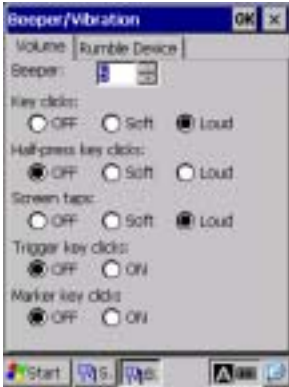 Beeper/Vibration OK ×
Volume Rumble Device
Beeper: 5
Key clicks:
OFF Soft Loud
Half-press key clicks:
OFF Soft Loud
Screen taps:
OFF Soft Loud
Trigger key clicks:
OFF ON
Marker key clicks
OFF ON
Start S. A